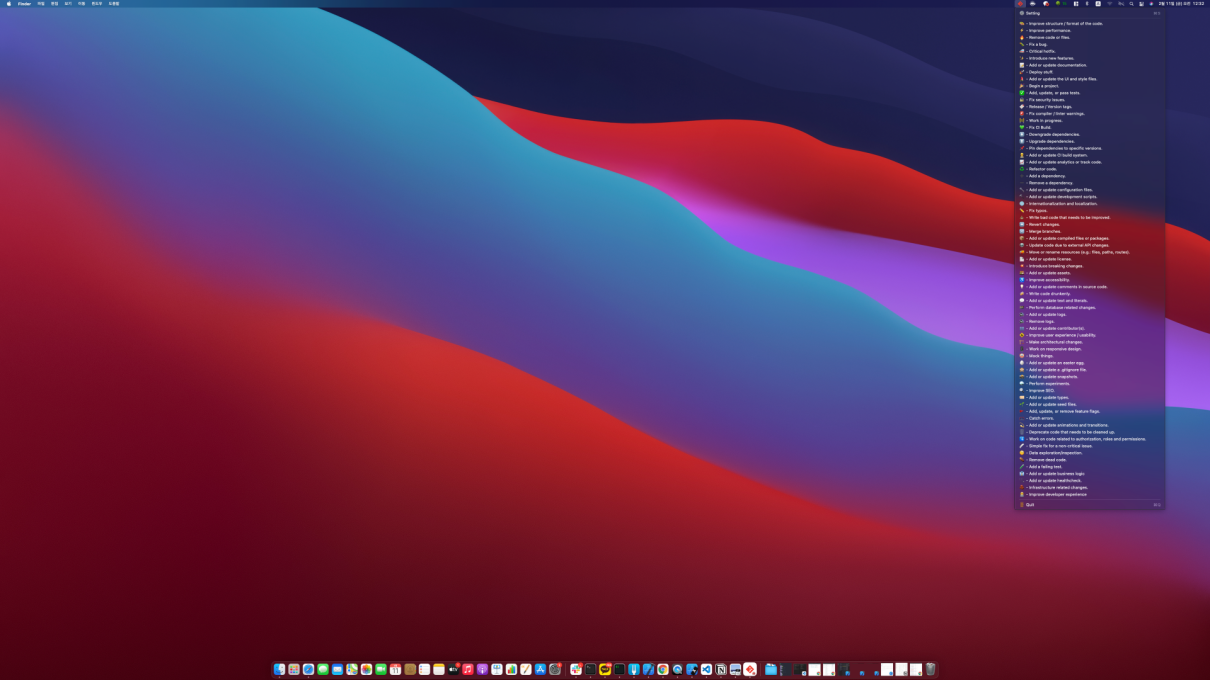 Finder 파일 편집 보기 이동 윈도우 도움말
2월 11일 (금) 오전 12:32
Setting
- Improve structure / format of the code.
- Improve performance.
- Remove code or files.
- Fix a bug.
- Critical hotfix.
- Introduce new features.
- Add or update documentation.
- Deploy stuff.
- Add or update the UI and style files.
- Begin a project.
- Add, update, or pass tests.
- Fix security issues.
- Release / Version tags.
- Fix compiler / linter warnings.
- Work in progress.
- Fix CI Build.
- Downgrade dependencies.
- Upgrade dependencies.
- Pin dependencies to specific versions.
- Add or update CI build system.
- Add or update analytics or track code.
- Refactor code.
- Add a dependency.
- Remove a dependency.
- Add or update configuration files.
- Add or update development scripts.
- Internationalization and localization.
- Fix typos.
- Write bad code that needs to be improved.
- Revert changes.
- Merge branches.
- Add or update compiled files or packages.
- Update code due to external API changes.
- Move or rename resources (e.g.: files, paths, routes).
- Add or update license.
- Introduce breaking changes.
- Add or update assets.
- Improve accessibility.
- Add or update comments in source code.
- Write code drunkenly.
- Add or update text and literals.
- Perform database related changes.
- Add or update logs.
- Remove logs.
- Add or update contributor(s).
- Improve user experience / usability.
- Make architectural changes.
- Work on responsive design.
- Mock things.
- Add or update an easter egg.
- Add or update a .gitignore file.
- Add or update snapshots.
- Perform experiments.
- Improve SEO.
- Add or update types.
- Add or update seed files.
- Add, update, or remove feature flags.
- Catch errors.
- Add or update animations and transitions.
- Deprecate code that needs to be cleaned up.
- Work on code related to authorization, roles and permissions.
- Simple fix for a non-critical issue.
- Data exploration/inspection.
- Remove dead code.
- Add a failing test.
- Add or update business logic
- Add or update healthcheck.
- Infrastructure related changes.
- Improve developer experience
Quit